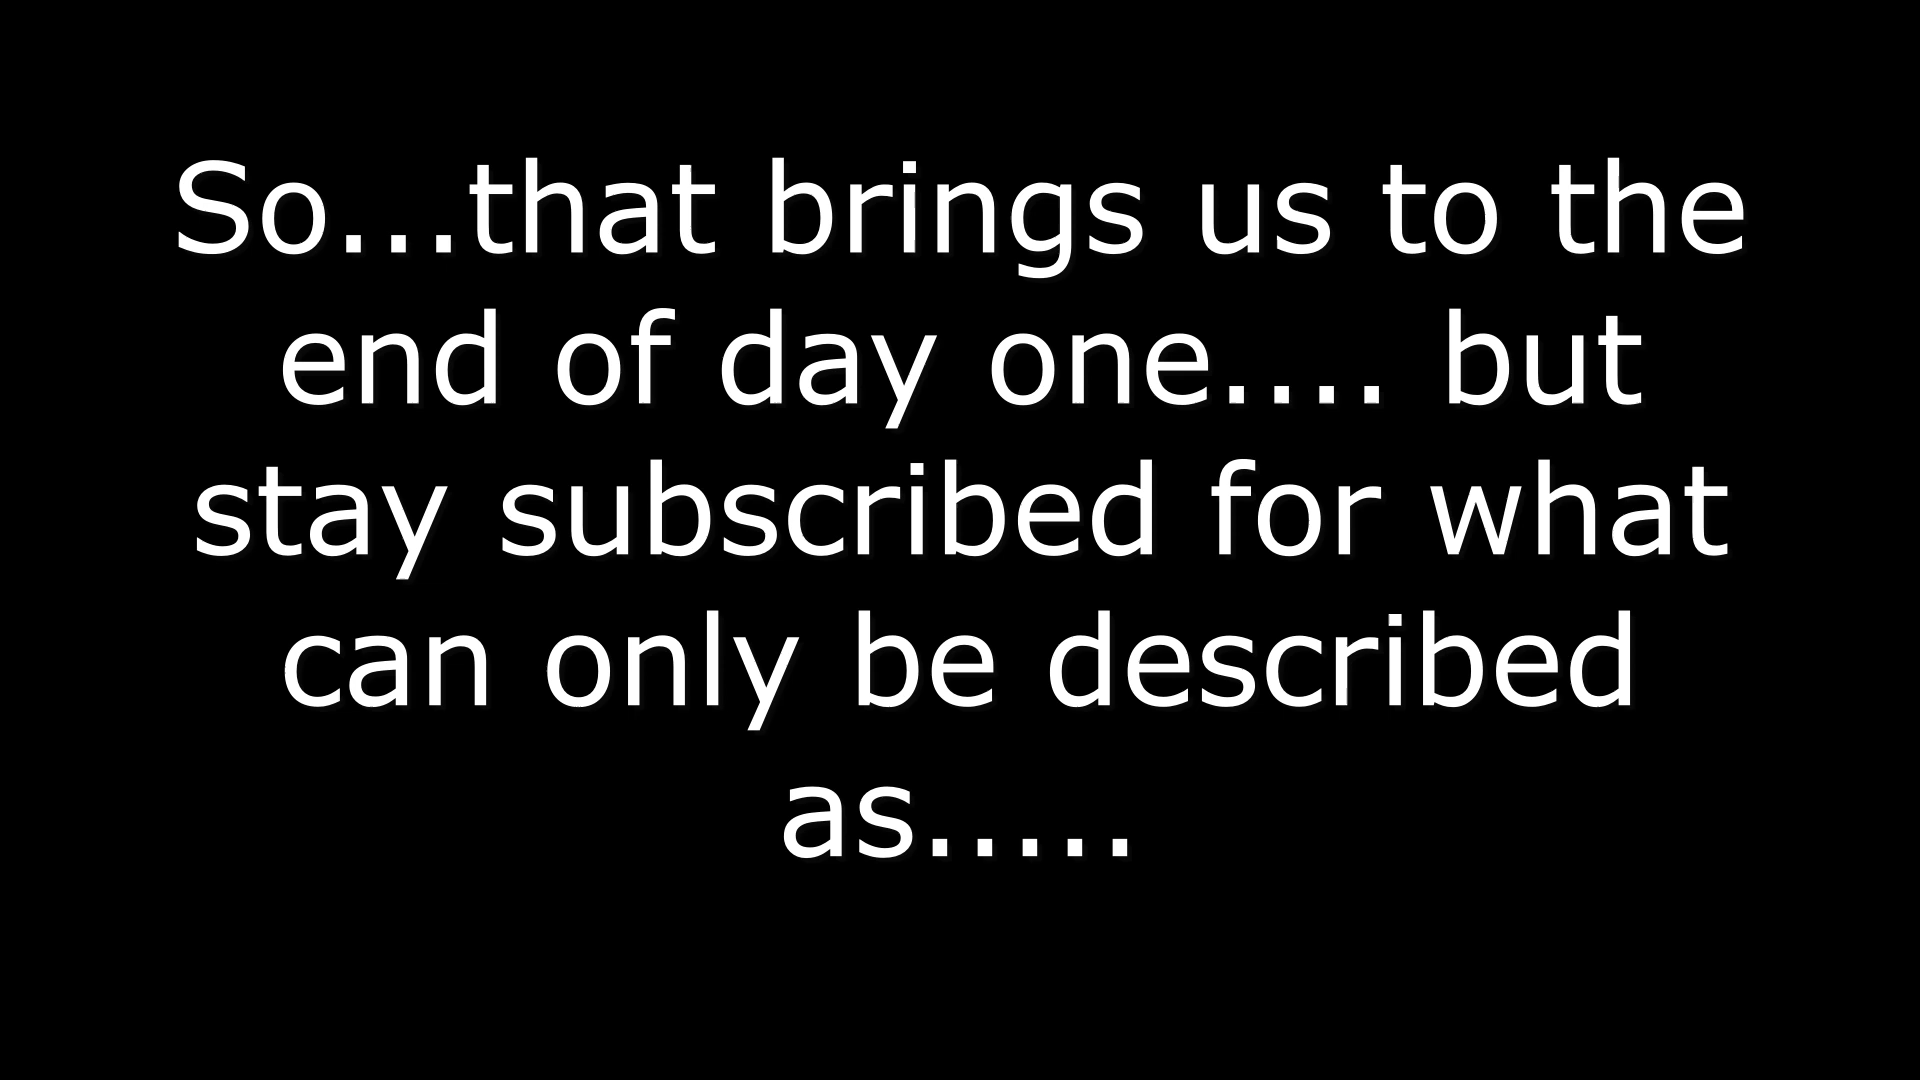 So...that brings us to the
end of day one.... but
stay subscribed for what
can only be described
as.....